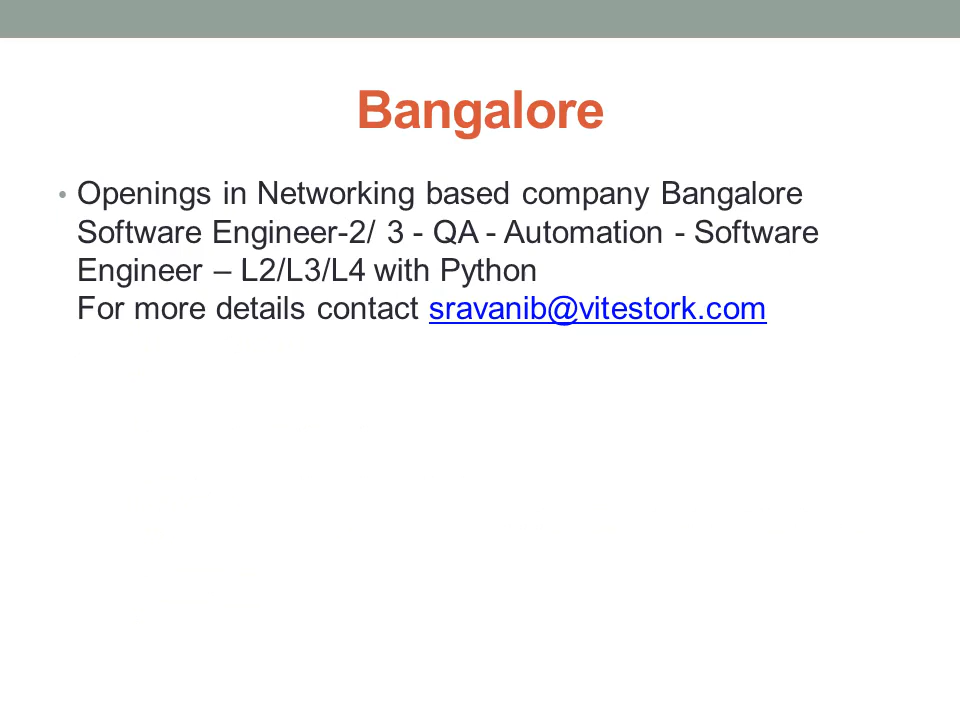 Bangalore
• Openings in Networking based company Bangalore
Software Engineer-2/ 3 - QA - Automation - Software
Engineer – L2/L3/L4 with Python
For more details contact sravanib@vitestork.com